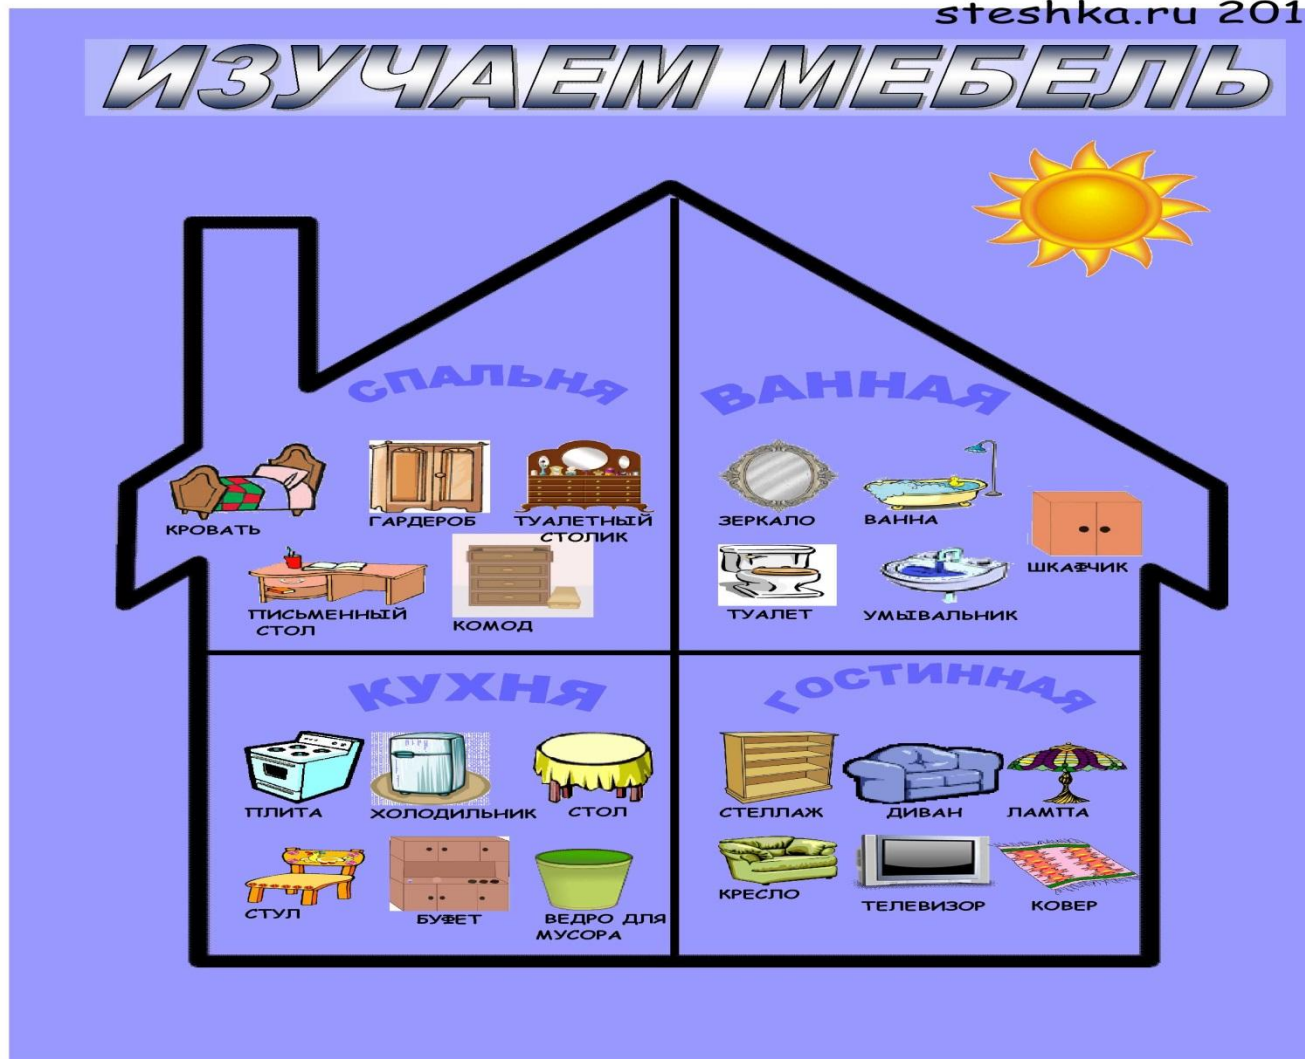 steshka.ru 201
ИЗУЧАЕМ МЕБЕЛЬ
СПАЛЬНЯ
КРОВАТЬ
ГАРДЕРОБ
ТУАЛЕТНЫЙ
СТОЛИК
ПИСЬМЕННЫЙ
СТОЛ
КОМОД
ВАННАЯ
ЗЕРКАЛО
ВАННА
ШКАФЧИК
ТУАЛЕТ
УМЫВАЛЬНИК
КУХНЯ
ПЛИТА
ХОЛОДИЛЬНИК
СТОЛ
СТУЛ
БУФЕТ
ВЕДРО ДЛЯ
МУСОРА
ГОСТИННАЯ
СТЕЛЛАЖ
ДИВАН
ЛАМПА
КРЕСЛО
ТЕЛЕВИЗОР
КОВЕР